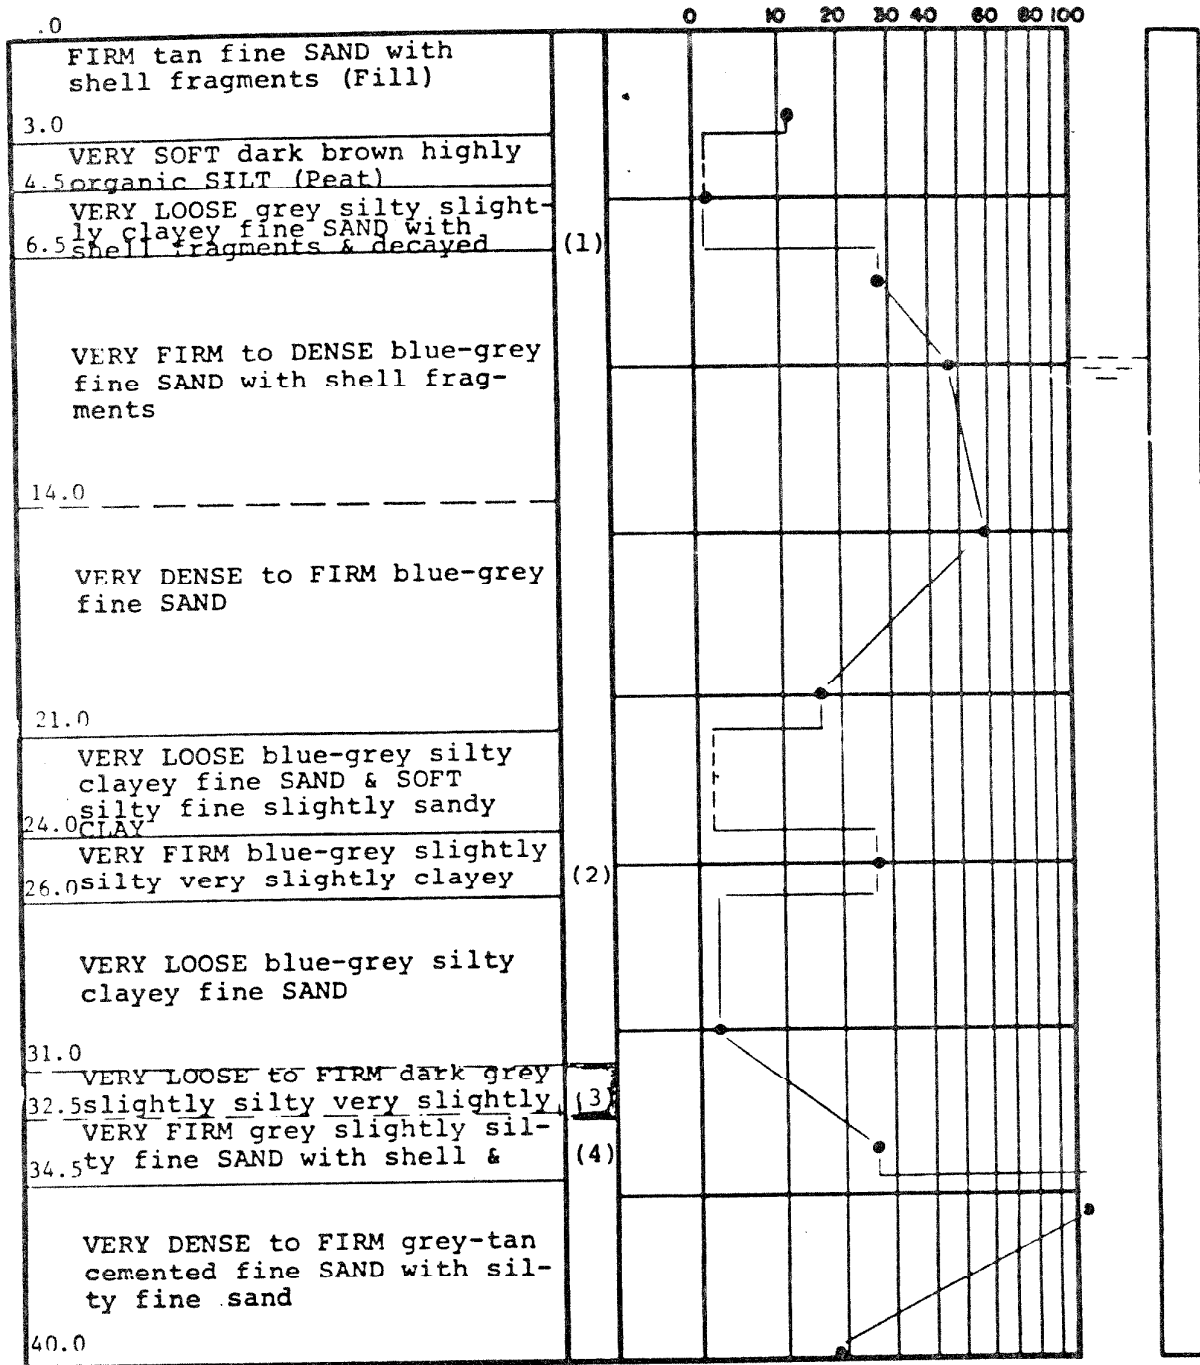 0 10 20 30 40 60 80 100
.0
FIRM tan fine SAND with
shell fragments (Fill)
3.0
VERY SOFT dark brown highly
4.5 organic SILT (Peat)
VERY LOOSE grey silty slight-
ly clayey fine SAND with
6.5 shell fragments & decayed
(1)
VERY FIRM to DENSE blue-grey
fine SAND with shell frag-
ments
14.0
VERY DENSE to FIRM blue-grey
fine SAND
21.0
VERY LOOSE blue-grey silty
clayey fine SAND & SOFT
silty fine slightly sandy
24.0 CLAY
VERY FIRM blue-grey slightly
26.0 silty very slightly clayey
(2)
VERY LOOSE blue-grey silty
clayey fine SAND
31.0
VERY LOOSE to FIRM dark grey
32.5 slightly silty very slightly
(3)
VERY FIRM grey slightly sil-
34.5 ty fine SAND with shell &
(4)
VERY DENSE to FIRM grey-tan
cemented fine SAND with sil-
ty fine sand
40.0